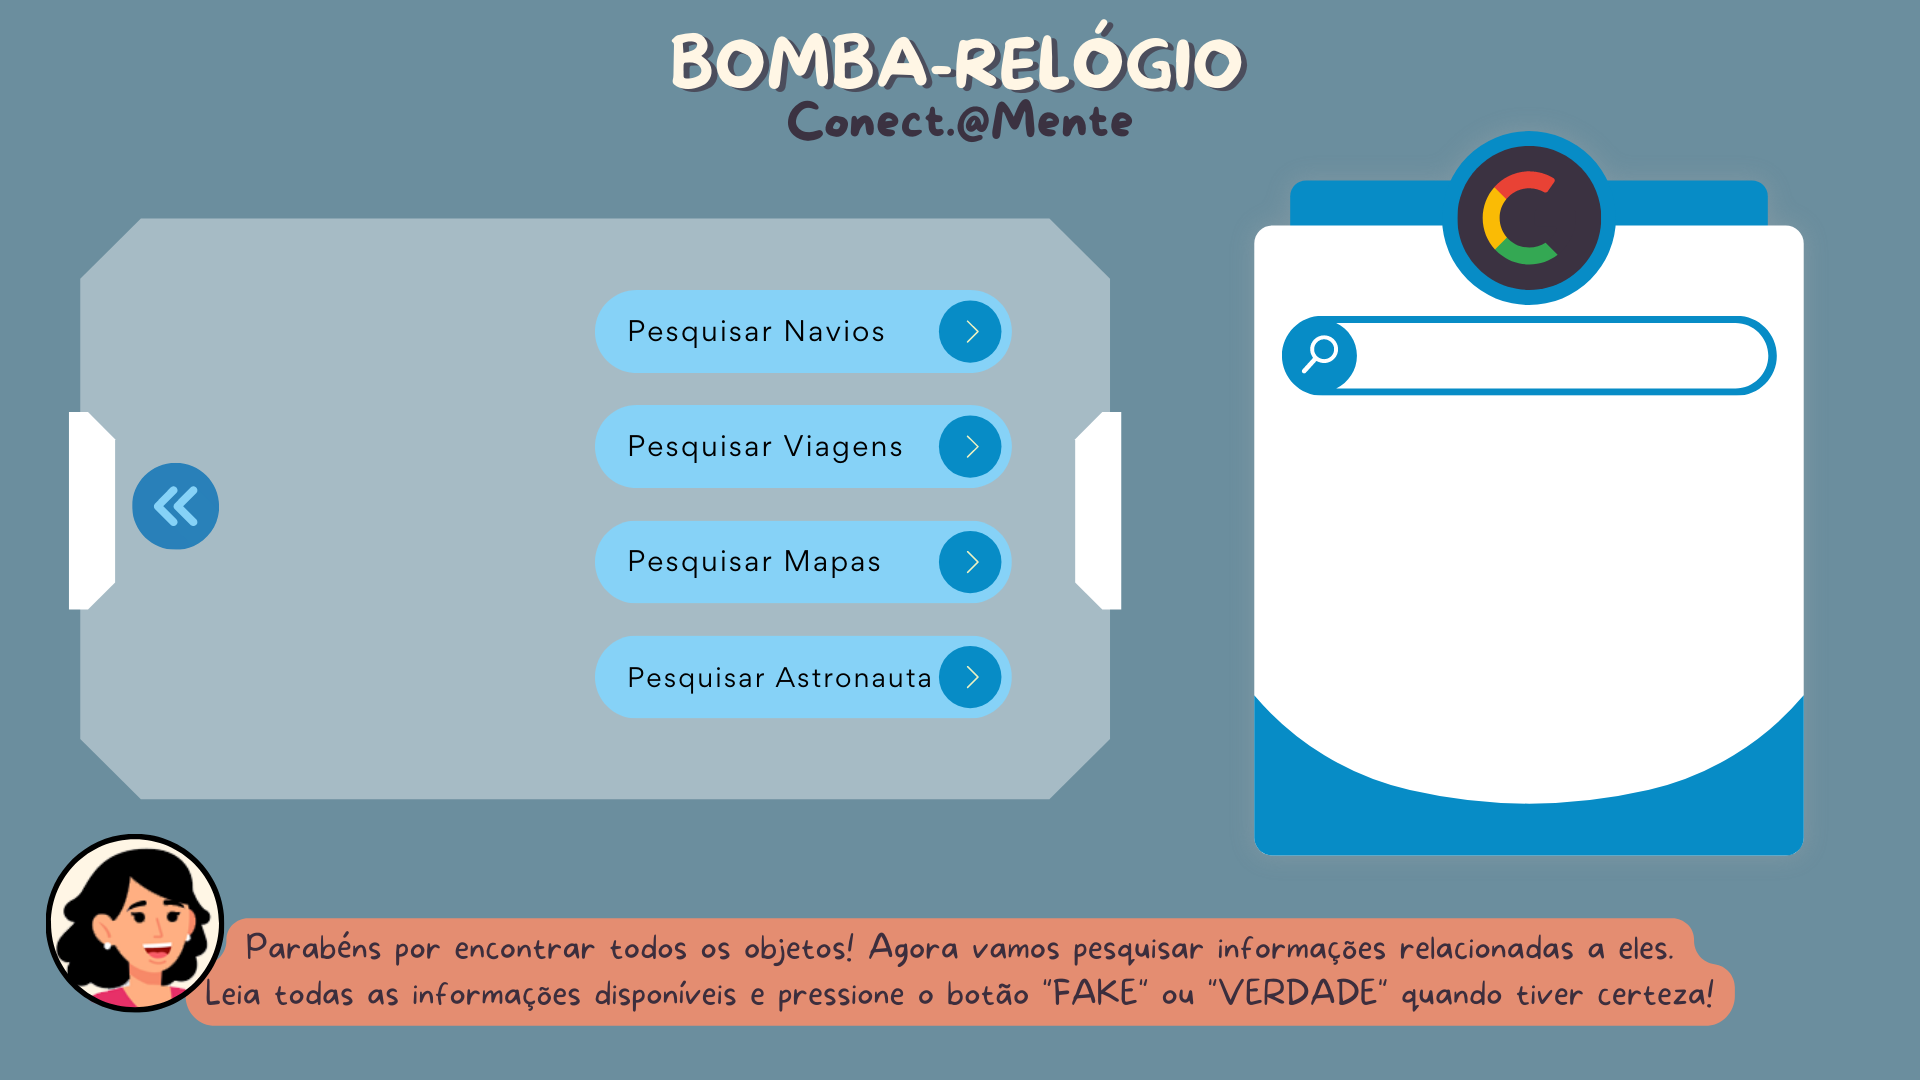 BOMBA-RELÓGIO
Conect.@Mente
Pesquisar Navios
Pesquisar Viagens
Pesquisar Mapas
Pesquisar Astronauta
C
Parabéns por encontrar todos os objetos! Agora vamos pesquisar informações relacionadas a eles.
Leia todas as informações disponíveis e pressione o botão "FAKE" ou "VERDADE" quando tiver certeza!